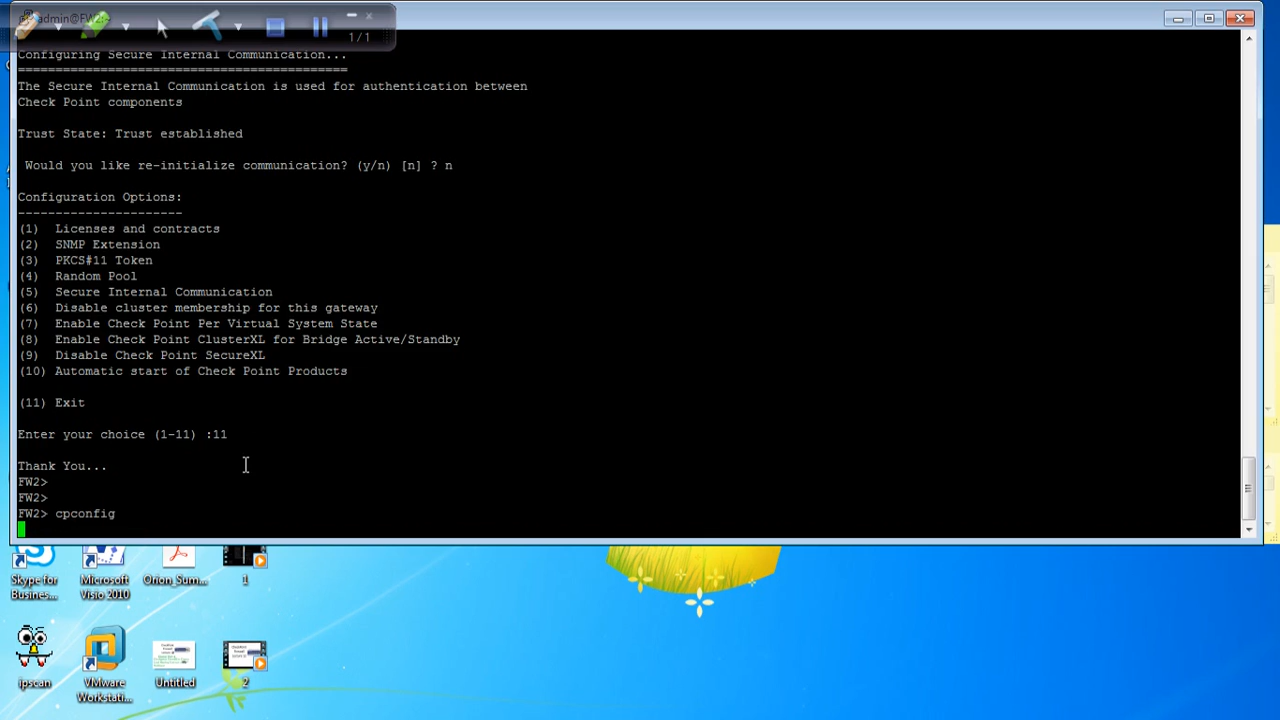 admin@FW2:~
1/1
Configuring Secure Internal Communication...
============================================
The Secure Internal Communication is used for authentication between
Check Point components
Trust State: Trust established
Would you like re-initialize communication? (y/n) [n] ? n
Configuration Options:
----------------------
(1) Licenses and contracts
(2) SNMP Extension
(3) PKCS#11 Token
(4) Random Pool
(5) Secure Internal Communication
(6) Disable cluster membership for this gateway
(7) Enable Check Point Per Virtual System State
(8) Enable Check Point ClusterXL for Bridge Active/Standby
(9) Disable Check Point SecureXL
(10) Automatic start of Check Point Products
(11) Exit
Enter your choice (1-11) :11
Thank You...
FW2>
FW2>
FW2> cpconfig
Skype for Busines...
Microsoft Visio 2010
Orion_Sum...
1
ipscan
VMware Workstati...
Untitled
2